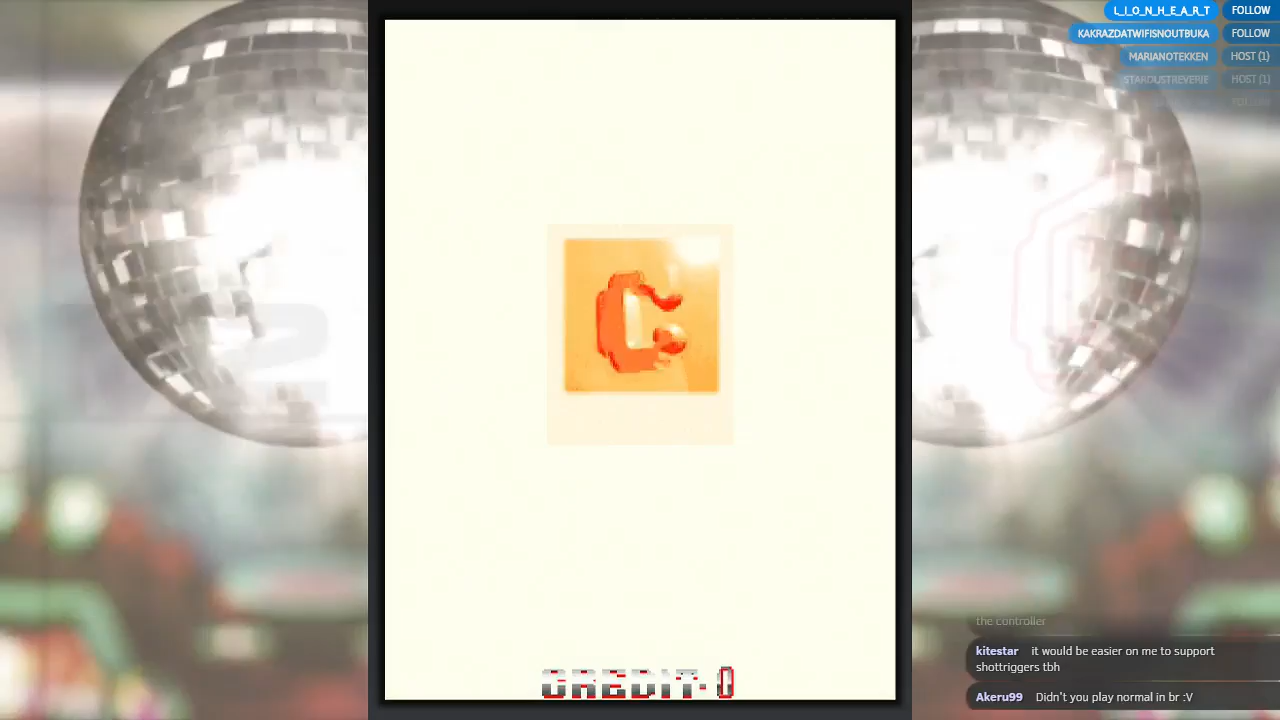 L_I_O_N_H_E_A_R_T FOLLOW
KAKRAZDATWIFISNOUTBUKA FOLLOW
MARIANOTEKKEN HOST (1)
STARDUSTREVERIE HOST (1)
FOLLOW
C
CREDIT 0
the controller
kitestar it would be easier on me to support
shottriggers tbh
Akeru99 Didn't you play normal in br :V